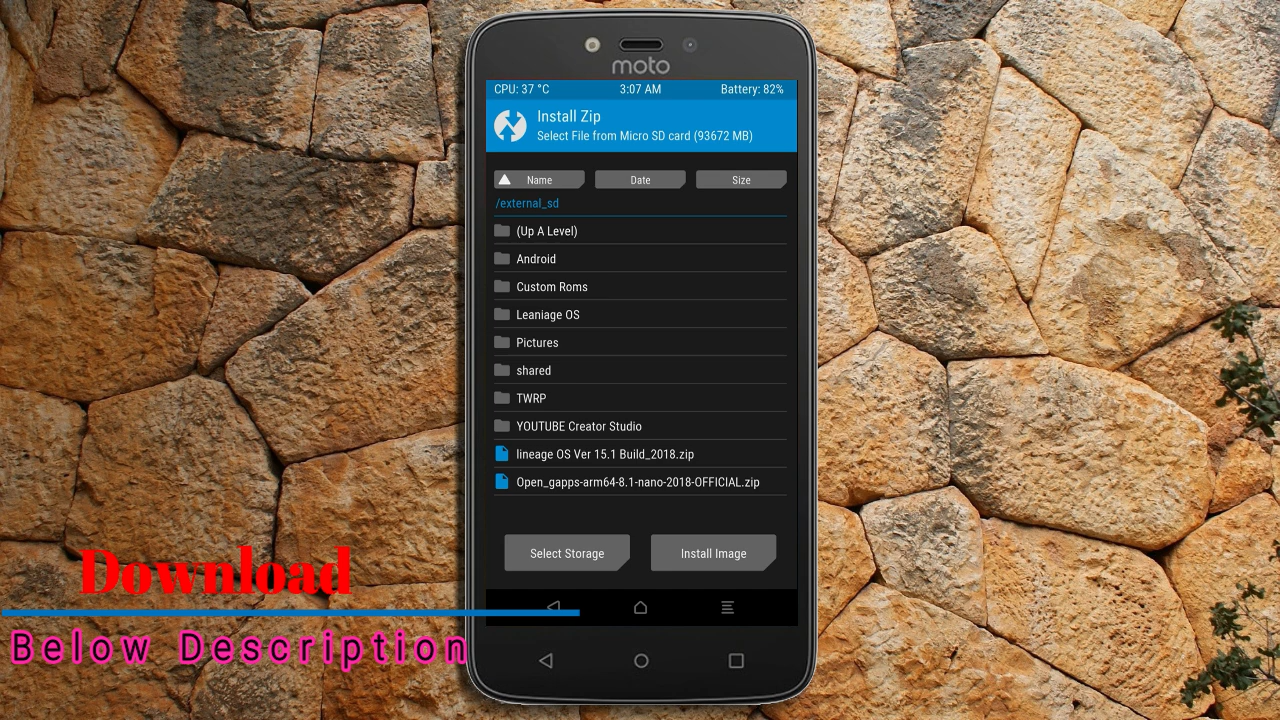 moto
CPU: 37 °C 3:07 AM Battery: 82%
Install Zip
Select File from Micro SD card (93672 MB)
Name Date Size
/external_sd
(Up A Level)
Android
Custom Roms
Leaniage OS
Pictures
shared
TWRP
YOUTUBE Creator Studio
lineage OS Ver 15.1 Build_2018.zip
Open_gapps-arm64-8.1-nano-2018-OFFICIAL.zip
Select Storage Install Image
Download
Below Description